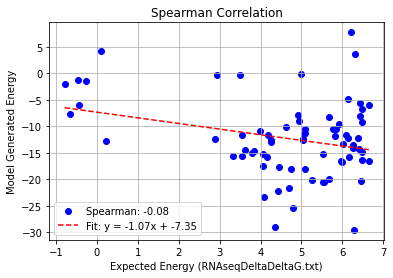 Spearman Correlation
Model Generated Energy
5
0
−5
−10
−15
−20
−25
−30
Spearman: -0.08
Fit: y = -1.07x + -7.35
−1 0 1 2 3 4 5 6 7
Expected Energy (RNAseqDeltaDeltaG.txt)